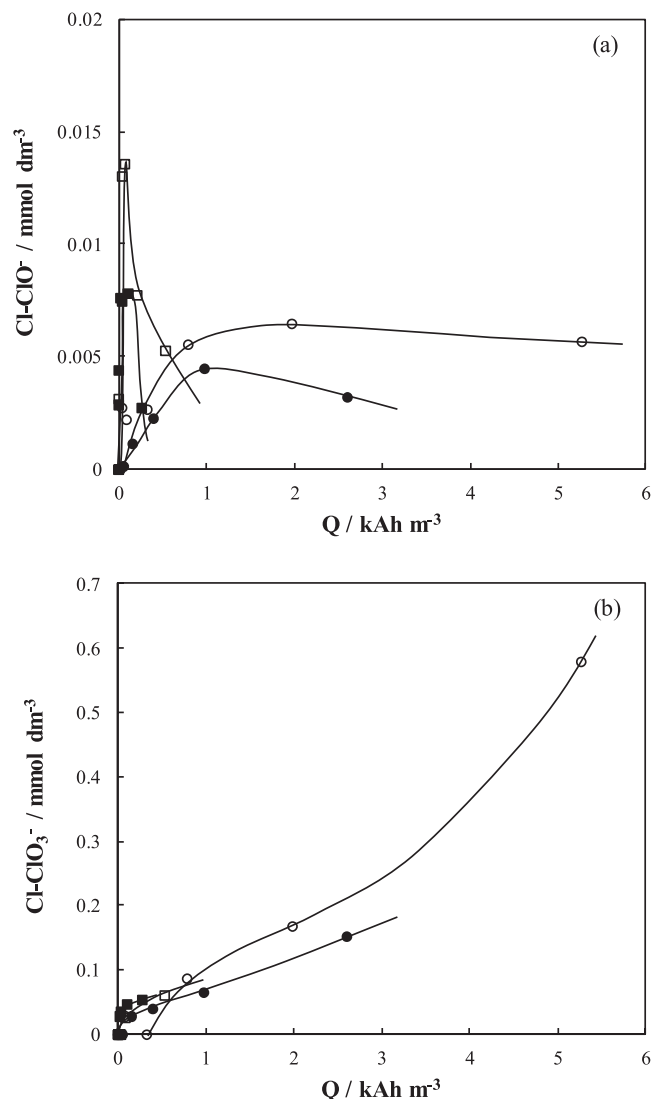 (a)
0.02
0.015
0.01
0.005
0
Cl-ClO⁻ / mmol dm⁻³
0 1 2 3 4 5 6
Q / kAh m⁻³
(b)
0.7
0.6
0.5
0.4
0.3
0.2
0.1
0
Cl-ClO₃⁻ / mmol dm⁻³
0 1 2 3 4 5 6
Q / kAh m⁻³